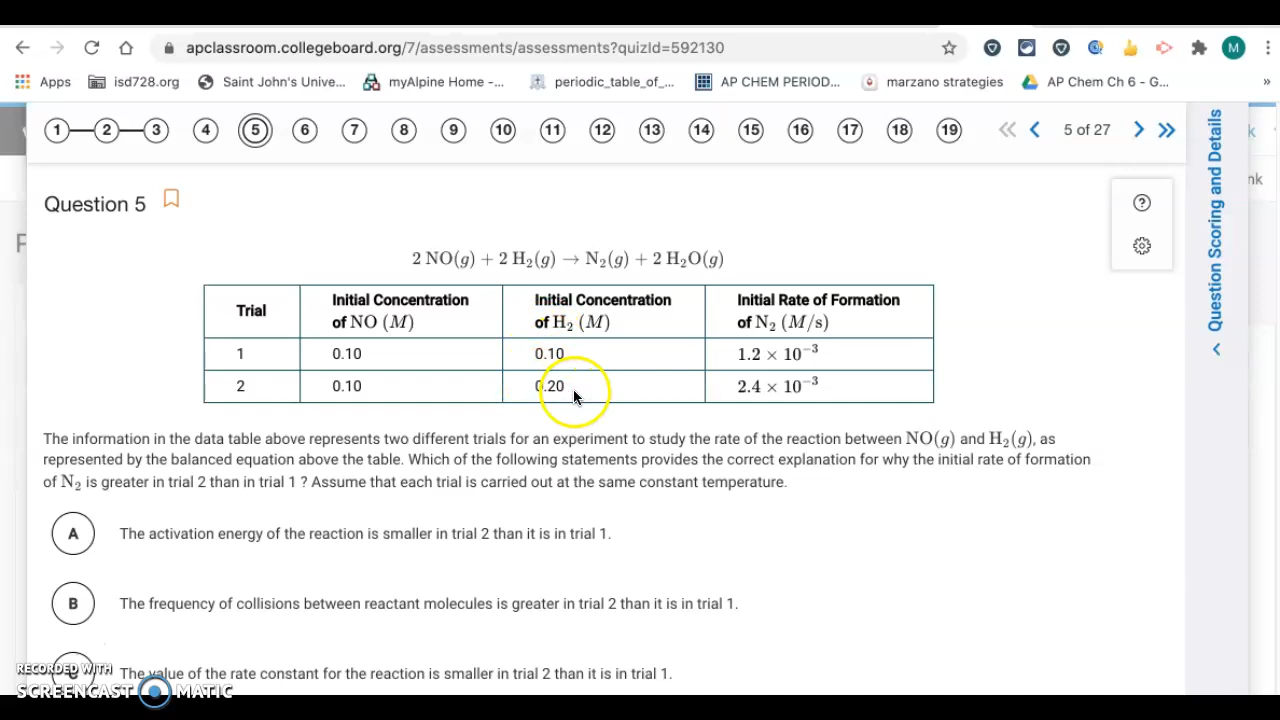 apclassroom.collegeboard.org/7/assessments/assessments?quizId=592130
M
Apps isd728.org Saint John's Unive... myAlpine Home -... periodic_table_of_... AP CHEM PERIOD... marzano strategies AP Chem Ch 6 - G... »
1 2 3 4 5 6 7 8 9 10 11 12 13 14 15 16 17 18 19 5 of 27
Question Scoring and Details
nk
Question 5
2 NO(g) + 2 H₂(g) → N₂(g) + 2 H₂O(g)
Trial
Initial Concentration
of NO (M)
Initial Concentration
of H₂ (M)
Initial Rate of Formation
of N₂ (M/s)
1 0.10 0.10 1.2 × 10⁻³
2 0.10 0.20 2.4 × 10⁻³
The information in the data table above represents two different trials for an experiment to study the rate of the reaction between NO(g) and H₂(g), as
represented by the balanced equation above the table. Which of the following statements provides the correct explanation for why the initial rate of formation
of N₂ is greater in trial 2 than in trial 1 ? Assume that each trial is carried out at the same constant temperature.
A The activation energy of the reaction is smaller in trial 2 than it is in trial 1.
B The frequency of collisions between reactant molecules is greater in trial 2 than it is in trial 1.
The value of the rate constant for the reaction is smaller in trial 2 than it is in trial 1.
RECORDED WITH
SCREENCAST MATIC